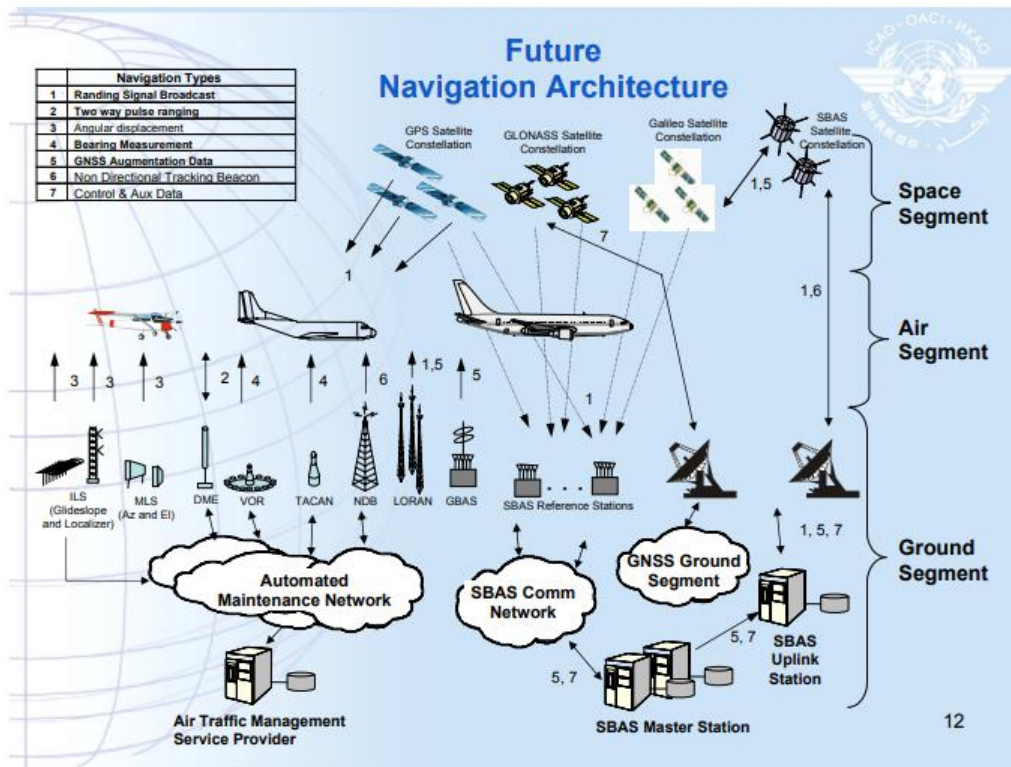 Future
Navigation Architecture
ICAO · OACI · ИКАО
Navigation Types
1 Randing Signal Broadcast
2 Two way pulse ranging
3 Angular displacement
4 Bearing Measurement
5 GNSS Augmentation Data
6 Non Directional Tracking Beacon
7 Control & Aux Data
GPS Satellite
Constellation
GLONASS Satellite
Constellation
Galileo Satellite
Constellation
SBAS
Satellite
Constellation
1,5
Space
Segment
7
1
1,6
Air
Segment
3
3
3
2
4
4
6
1,5
5
1
ILS
(Glideslope
and Localizer)
MLS
(Az and El)
DME
VOR
TACAN
NDB
LORAN
GBAS
SBAS Reference Stations
. . .
1, 5, 7
Ground
Segment
Automated
Maintenance Network
SBAS Comm
Network
GNSS Ground
Segment
5, 7
5, 7
SBAS
Uplink
Station
Air Traffic Management
Service Provider
SBAS Master Station
12